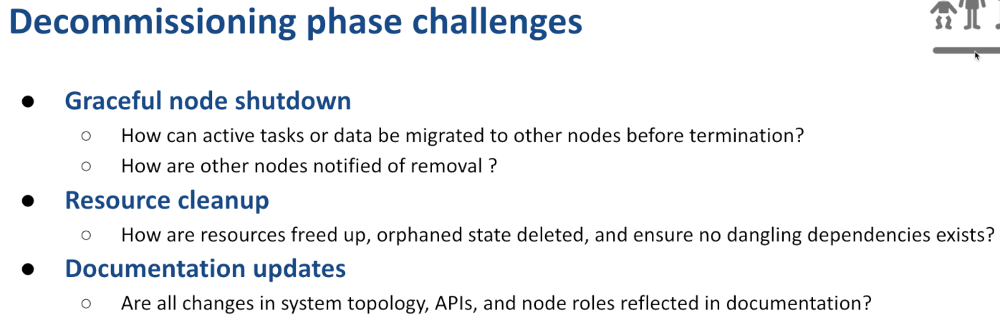 Decommissioning phase challenges
● Graceful node shutdown
○ How can active tasks or data be migrated to other nodes before termination?
○ How are other nodes notified of removal ?
● Resource cleanup
○ How are resources freed up, orphaned state deleted, and ensure no dangling dependencies exists?
● Documentation updates
○ Are all changes in system topology, APIs, and node roles reflected in documentation?